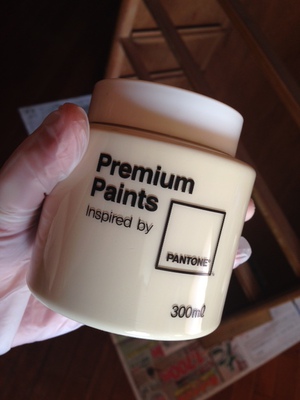 Premium
Paints
Inspired by
PANTONE®
300mℓ